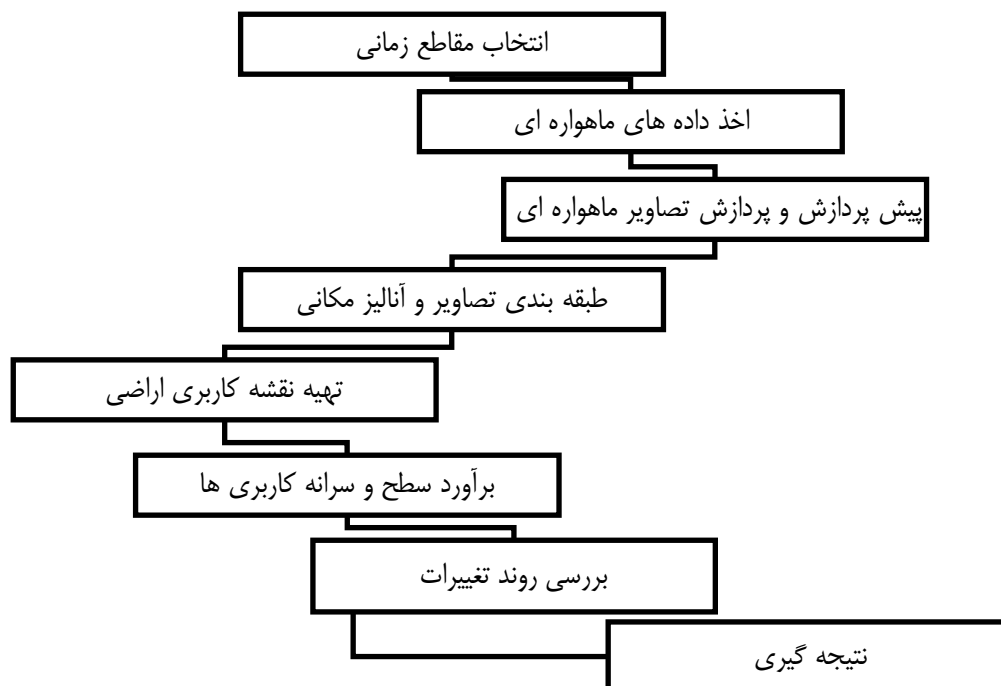 انتخاب مقاطع زمانی
اخذ داده های ماهواره ای
پیش پردازش و پردازش تصاویر ماهواره ای
طبقه بندی تصاویر و آنالیز مکانی
تهیه نقشه کاربری اراضی
برآورد سطح و سرانه کاربری ها
بررسی روند تغییرات
نتیجه گیری